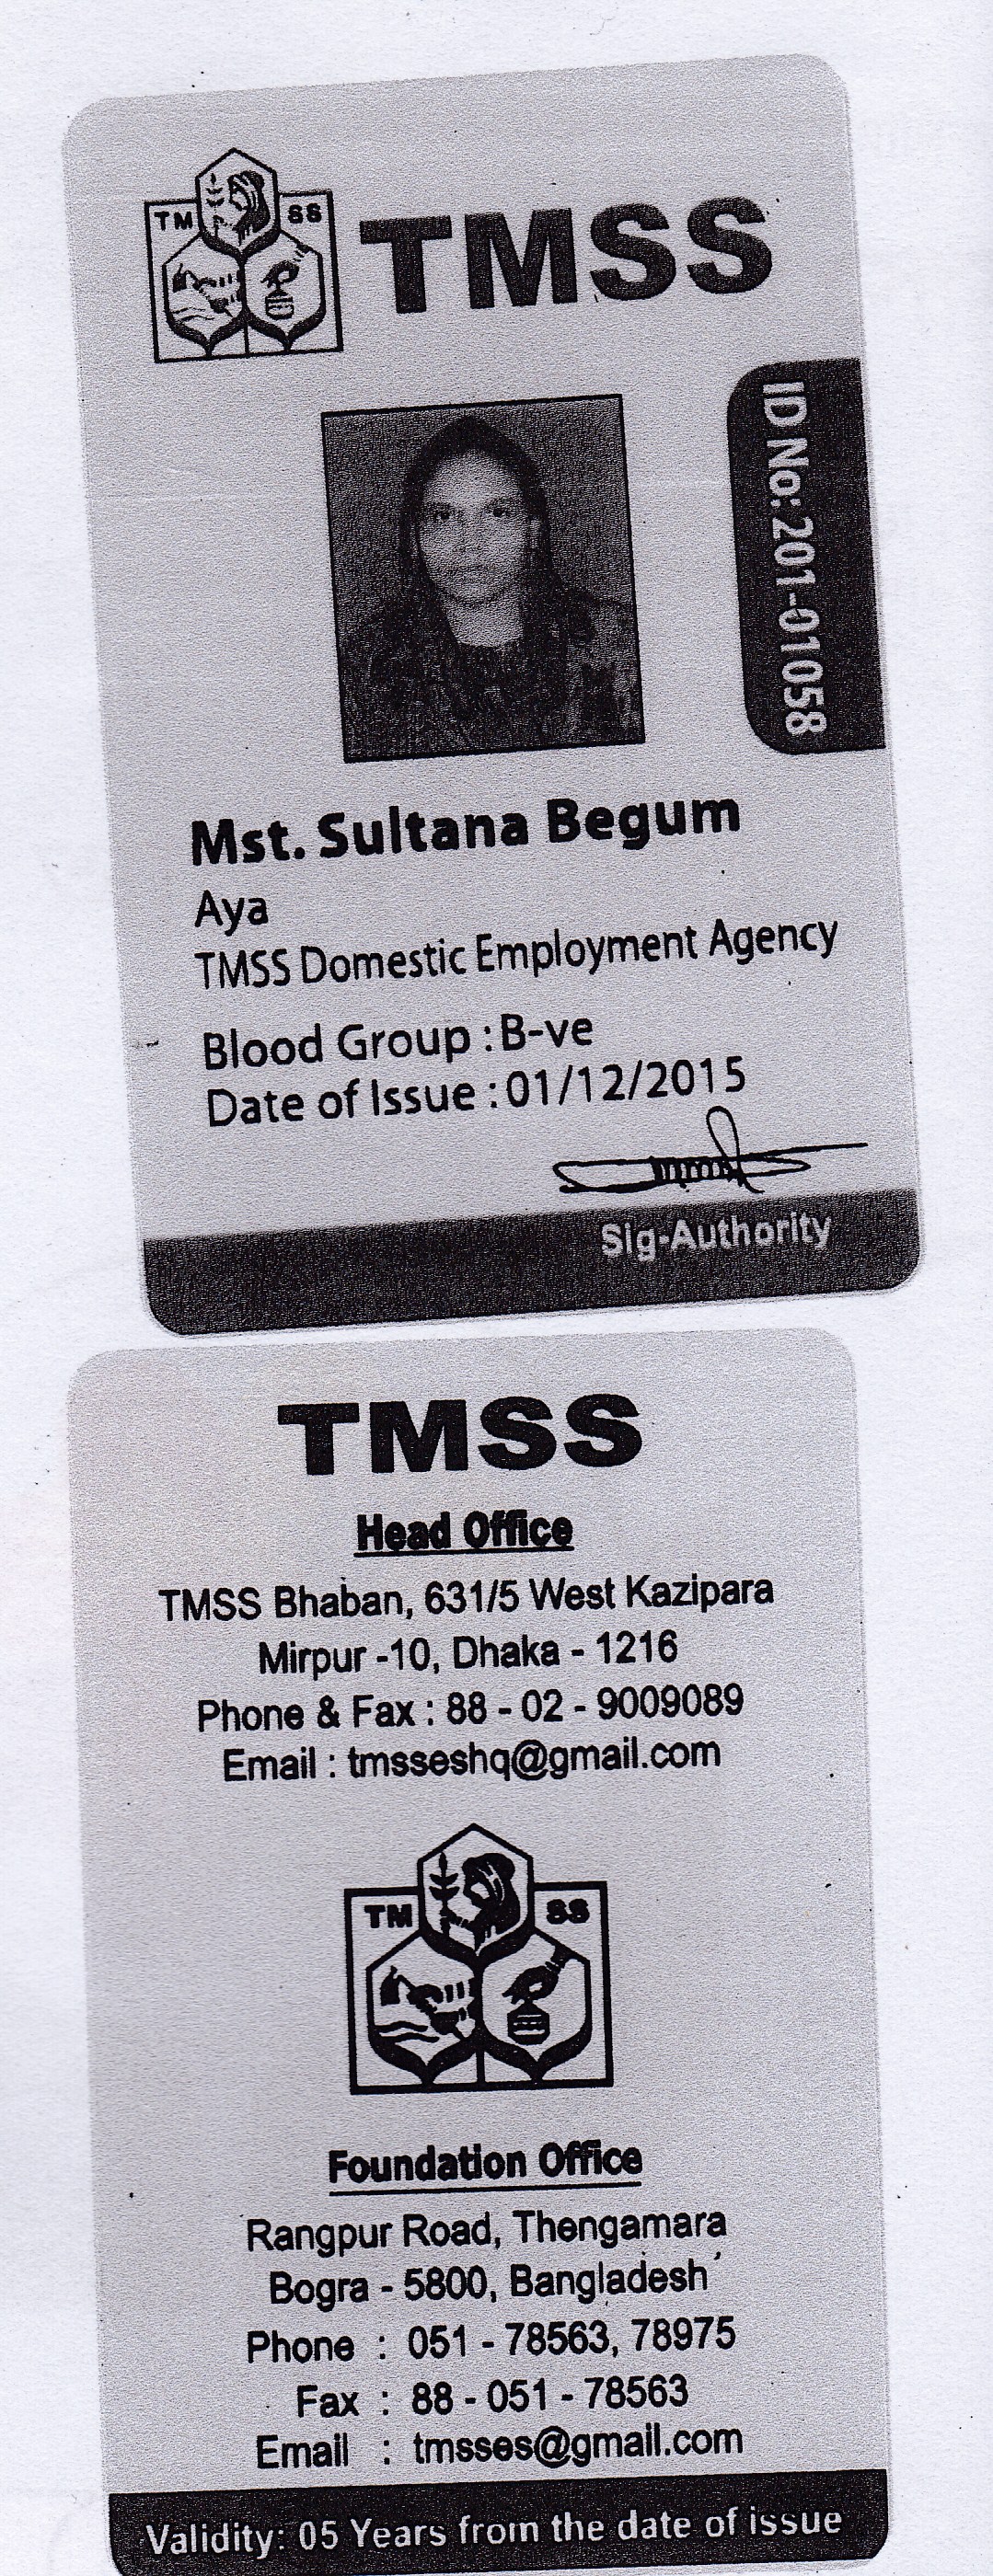 TM SS
TMSS
ID No: 201-01058
Mst. Sultana Begum
Aya
TMSS Domestic Employment Agency
Blood Group : B-ve
Date of Issue : 01/12/2015
Sig-Authority
TMSS
Head Office
TMSS Bhaban, 631/5 West Kazipara
Mirpur -10, Dhaka - 1216
Phone & Fax : 88 - 02 - 9009089
Email : tmsseshq@gmail.com
TM SS
Foundation Office
Rangpur Road, Thengamara
Bogra - 5800, Bangladesh
Phone : 051 - 78563, 78975
Fax : 88 - 051 - 78563
Email : tmsses@gmail.com
Validity: 05 Years from the date of issue